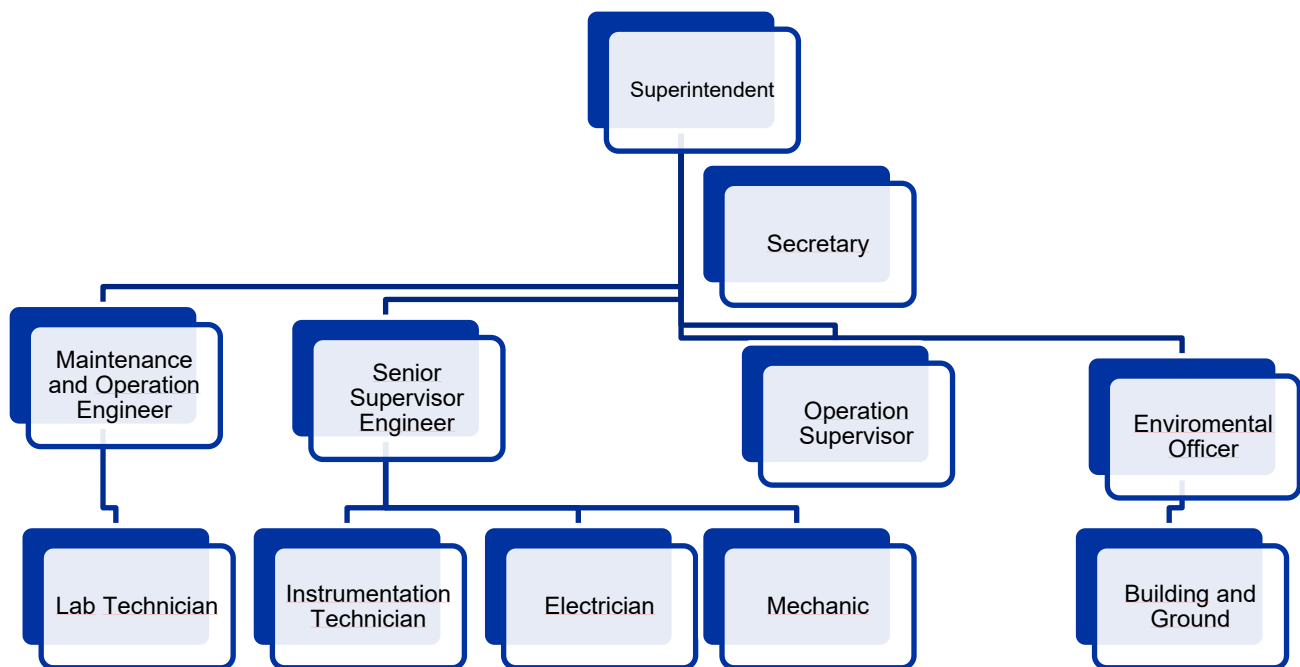 Superintendent
Secretary
Maintenance
and Operation
Engineer
Senior
Supervisor
Engineer
Operation
Supervisor
Enviromental
Officer
Lab Technician
Instrumentation
Technician
Electrician
Mechanic
Building and
Ground